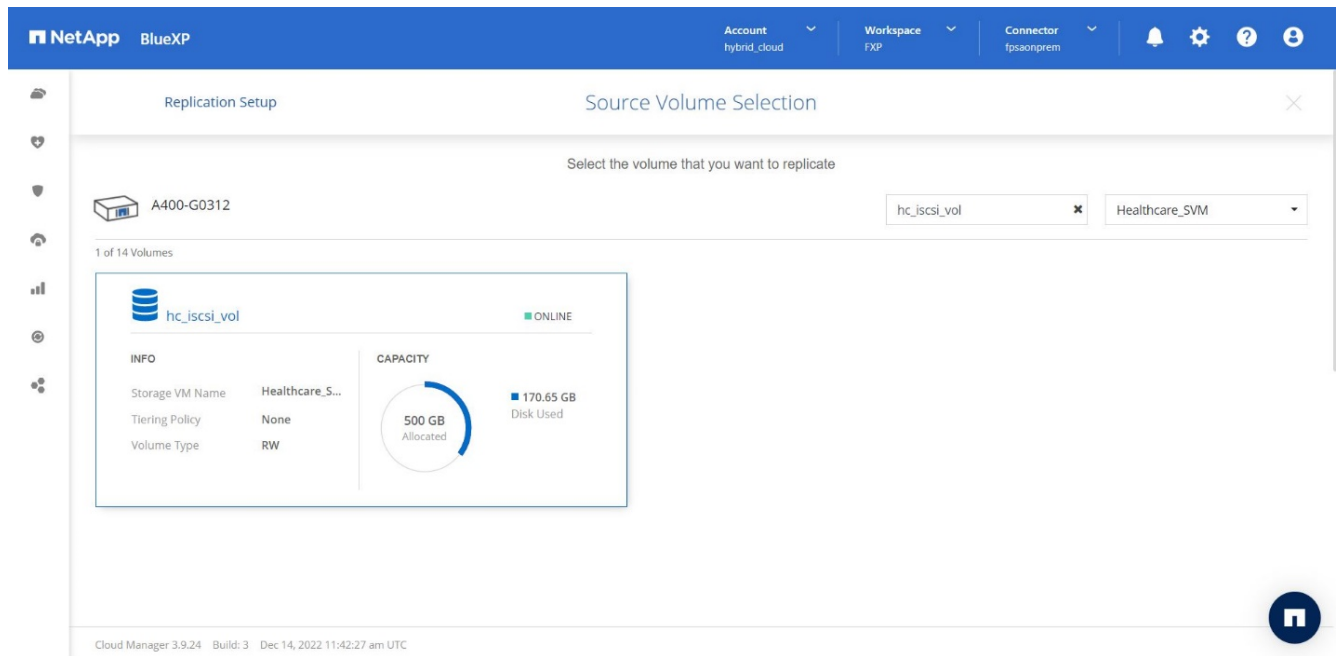 NetApp BlueXP
Account
hybrid_cloud
Workspace
FXP
Connector
fpsaonprem
Replication Setup
Source Volume Selection
Select the volume that you want to replicate
A400-G0312
hc_iscsi_vol
Healthcare_SVM
1 of 14 Volumes
hc_iscsi_vol
ONLINE
INFO
Storage VM Name Healthcare_S...
Tiering Policy None
Volume Type RW
CAPACITY
500 GB
Allocated
170.65 GB
Disk Used
Cloud Manager 3.9.24 Build: 3 Dec 14, 2022 11:42:27 am UTC